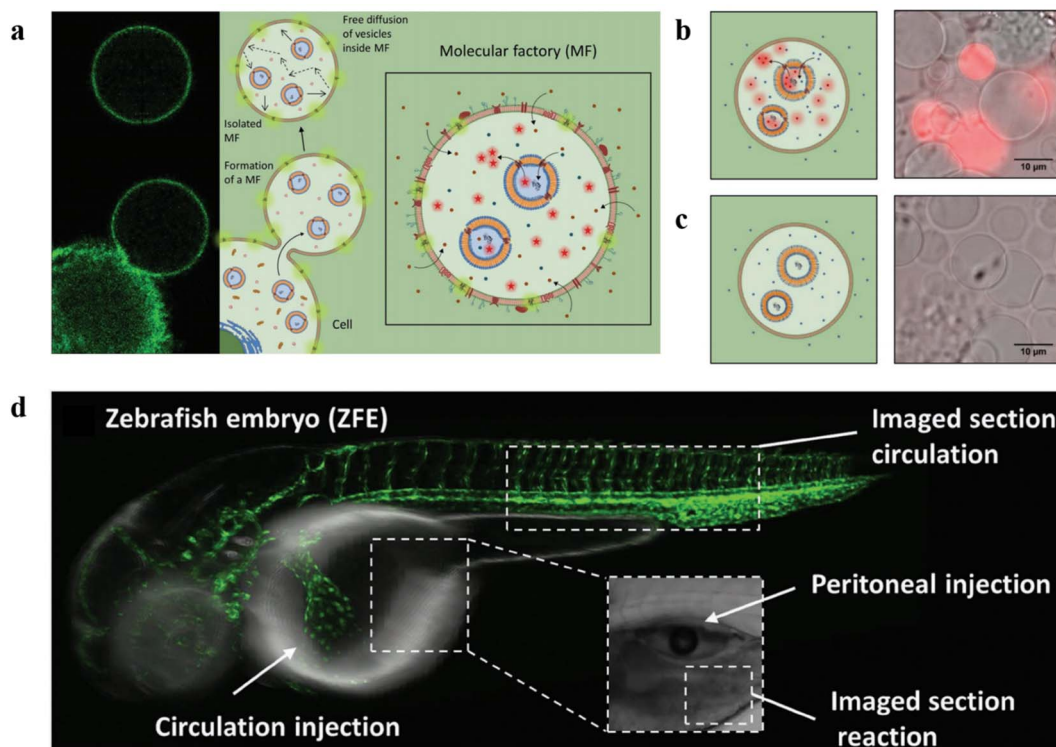 a
Free diffusion
of vesicles
inside MF
Isolated
MF
Formation
of a MF
Cell
Molecular factory (MF)
b
10 µm
c
10 µm
d
Zebrafish embryo (ZFE)
Imaged section
circulation
Peritoneal injection
Circulation injection
Imaged section
reaction